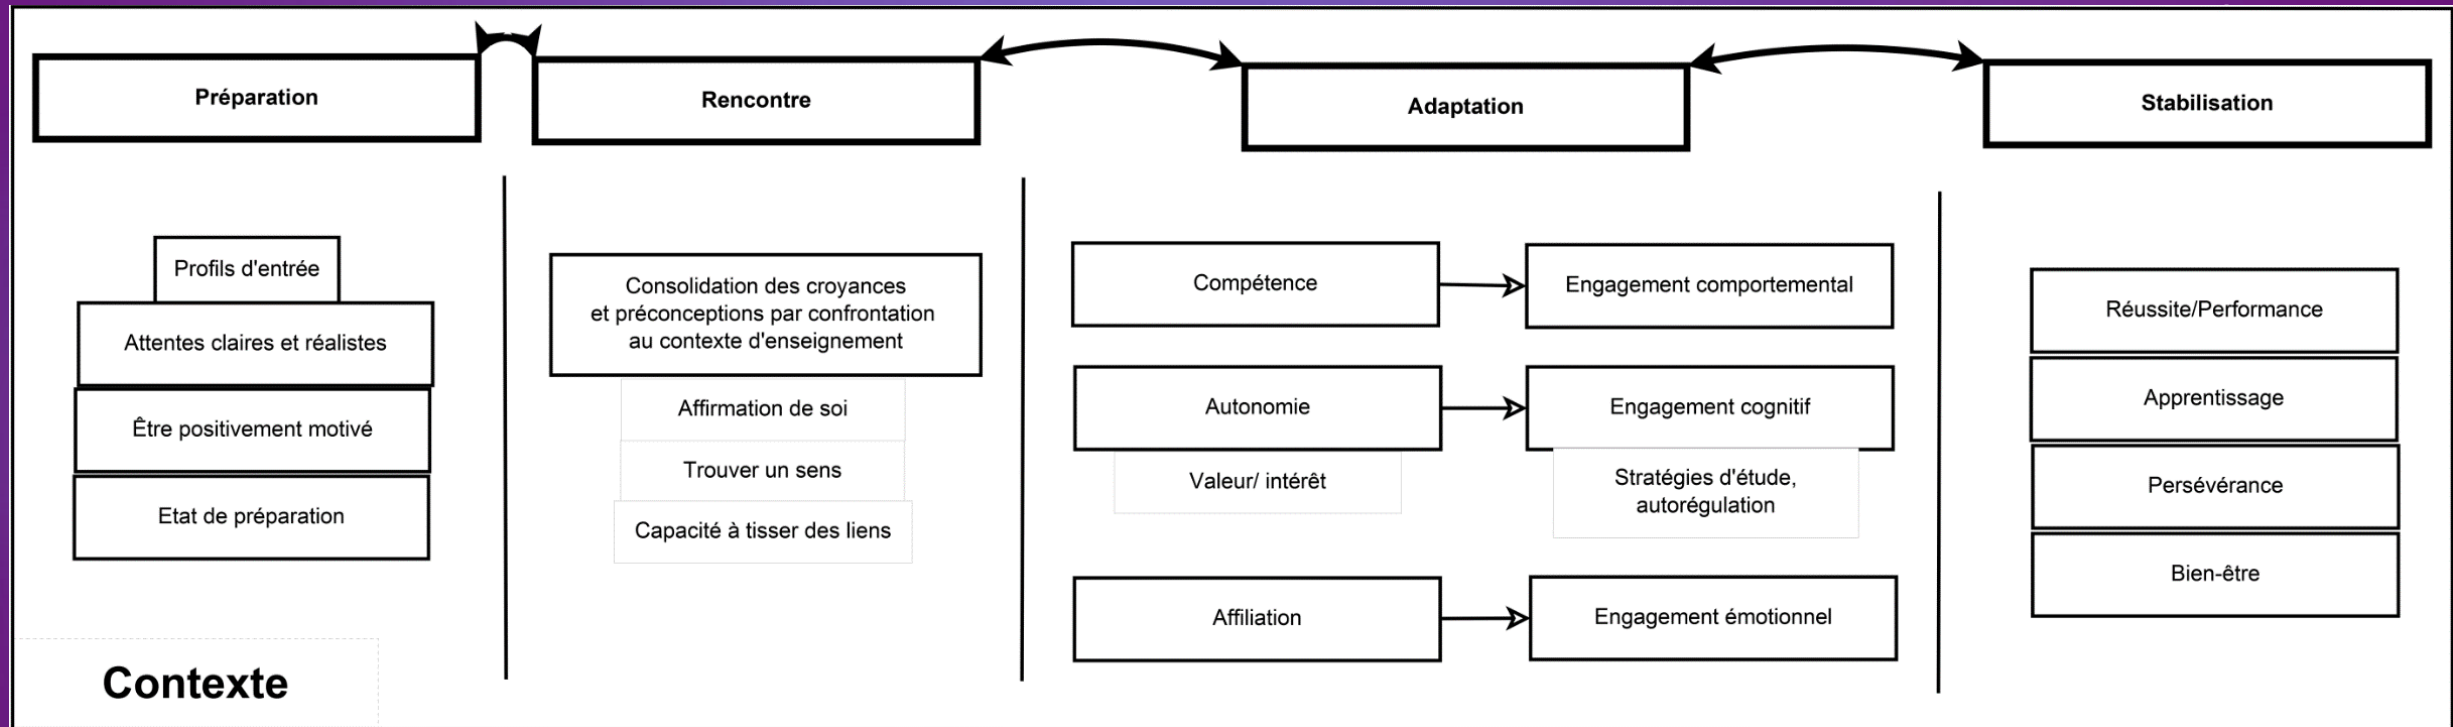 Préparation
Rencontre
Adaptation
Stabilisation
Profils d'entrée
Attentes claires et réalistes
Être positivement motivé
Etat de préparation
Contexte
Consolidation des croyances
et préconceptions par confrontation
au contexte d'enseignement
Affirmation de soi
Trouver un sens
Capacité à tisser des liens
Compétence
Engagement comportemental
Autonomie
Engagement cognitif
Valeur/ intérêt
Stratégies d'étude,
autorégulation
Affiliation
Engagement émotionnel
Réussite/Performance
Apprentissage
Persévérance
Bien-être